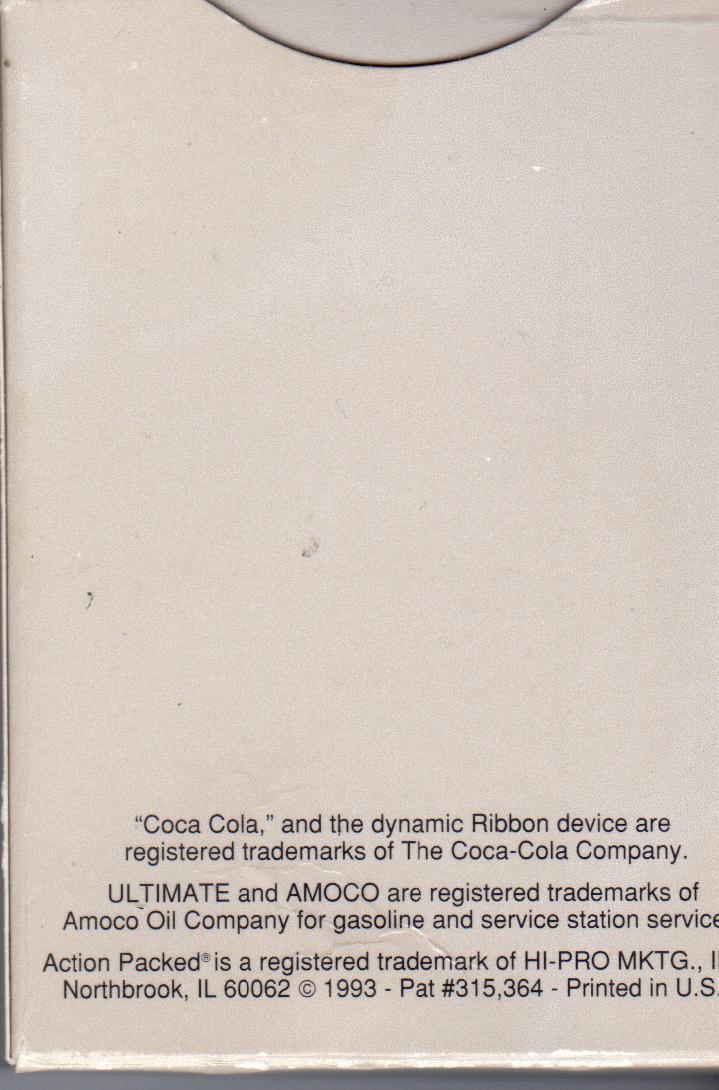 “Coca Cola,” and the dynamic Ribbon device are
registered trademarks of The Coca-Cola Company.
ULTIMATE and AMOCO are registered trademarks of
Amoco Oil Company for gasoline and service station service
Action Packed® is a registered trademark of HI-PRO MKTG.,
Northbrook, IL 60062 © 1993 - Pat #315,364 - Printed in U.S.